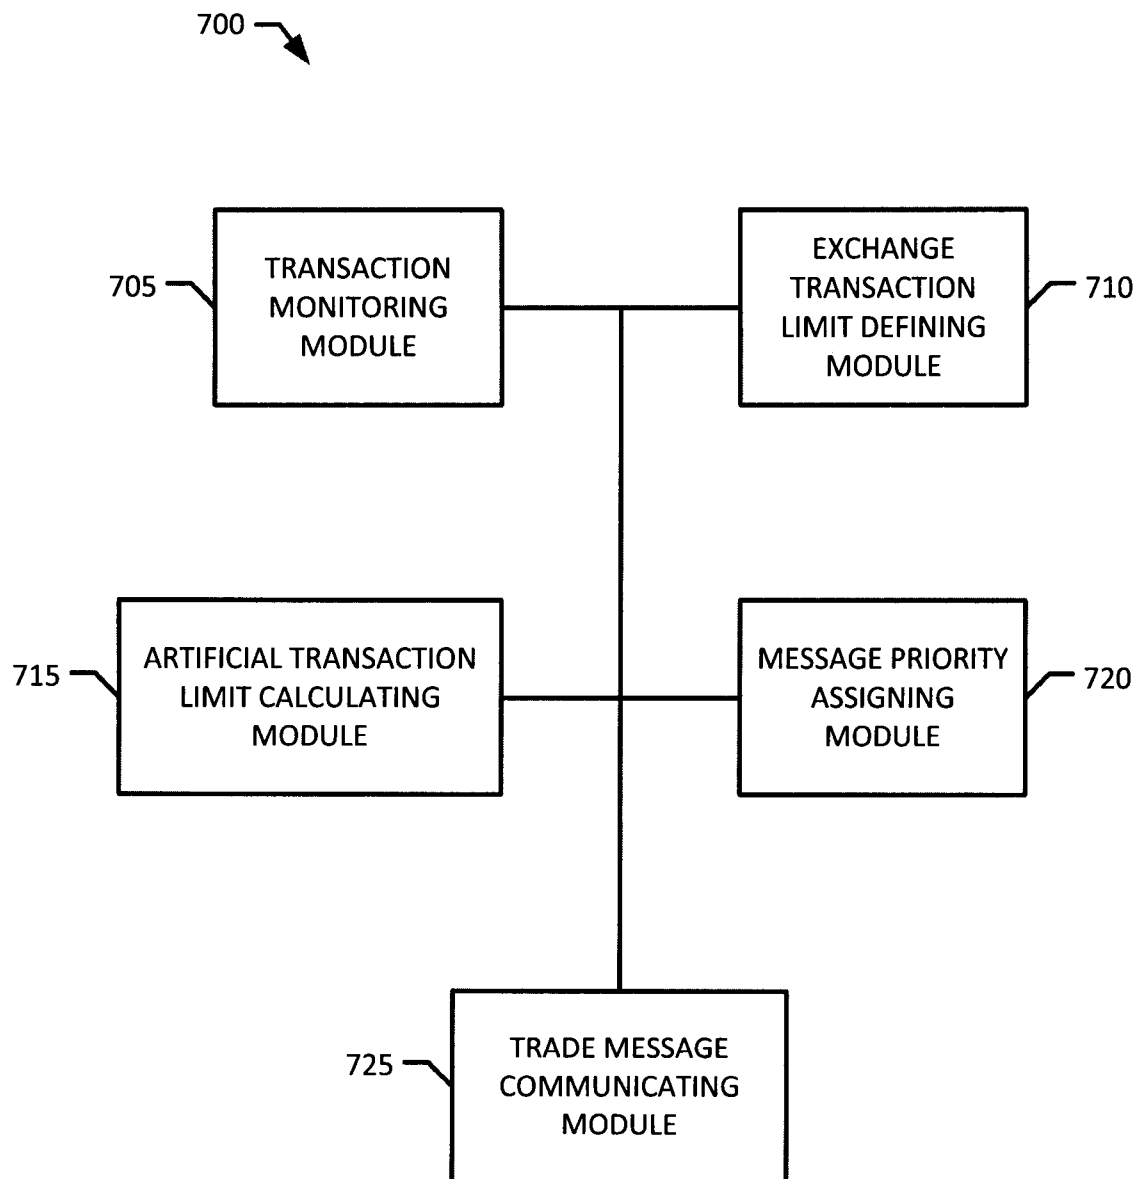 700
705
TRANSACTION
MONITORING
MODULE
EXCHANGE
TRANSACTION
LIMIT DEFINING
MODULE
710
715
ARTIFICIAL TRANSACTION
LIMIT CALCULATING
MODULE
MESSAGE PRIORITY
ASSIGNING
MODULE
720
725
TRADE MESSAGE
COMMUNICATING
MODULE